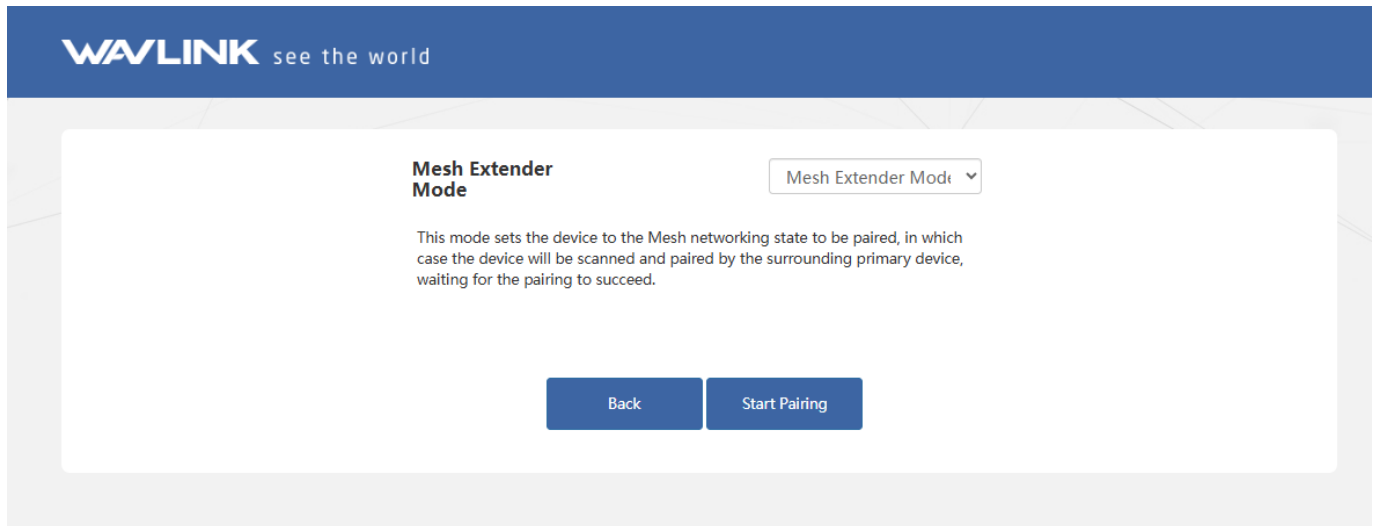 WAVLINK see the world
Mesh Extender
Mode
Mesh Extender Mode
This mode sets the device to the Mesh networking state to be paired, in which
case the device will be scanned and paired by the surrounding primary device,
waiting for the pairing to succeed.
Back
Start Pairing